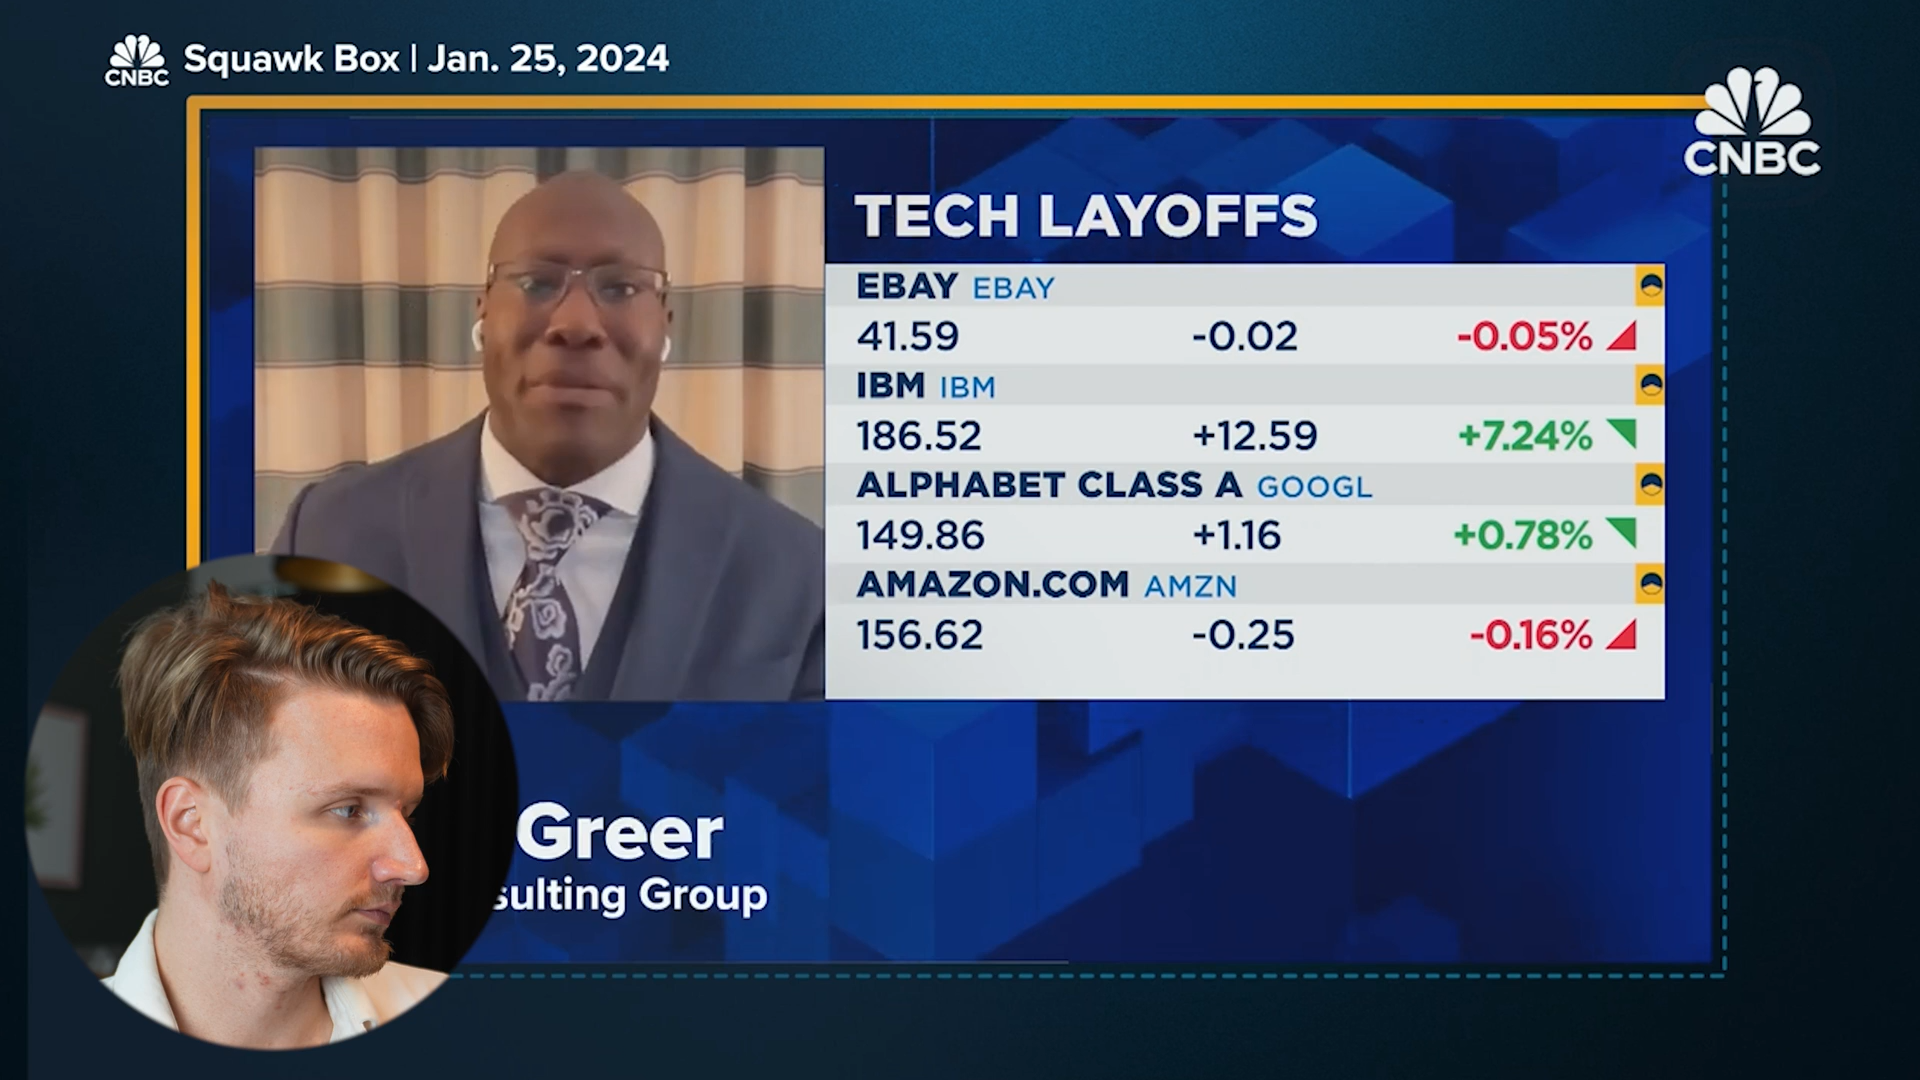 CNBC
Squawk Box | Jan. 25, 2024
CNBC
TECH LAYOFFS
EBAY EBAY
41.59 -0.02 -0.05%
IBM IBM
186.52 +12.59 +7.24%
ALPHABET CLASS A GOOGL
149.86 +1.16 +0.78%
AMAZON.COM AMZN
156.62 -0.25 -0.16%
Greer
sulting Group